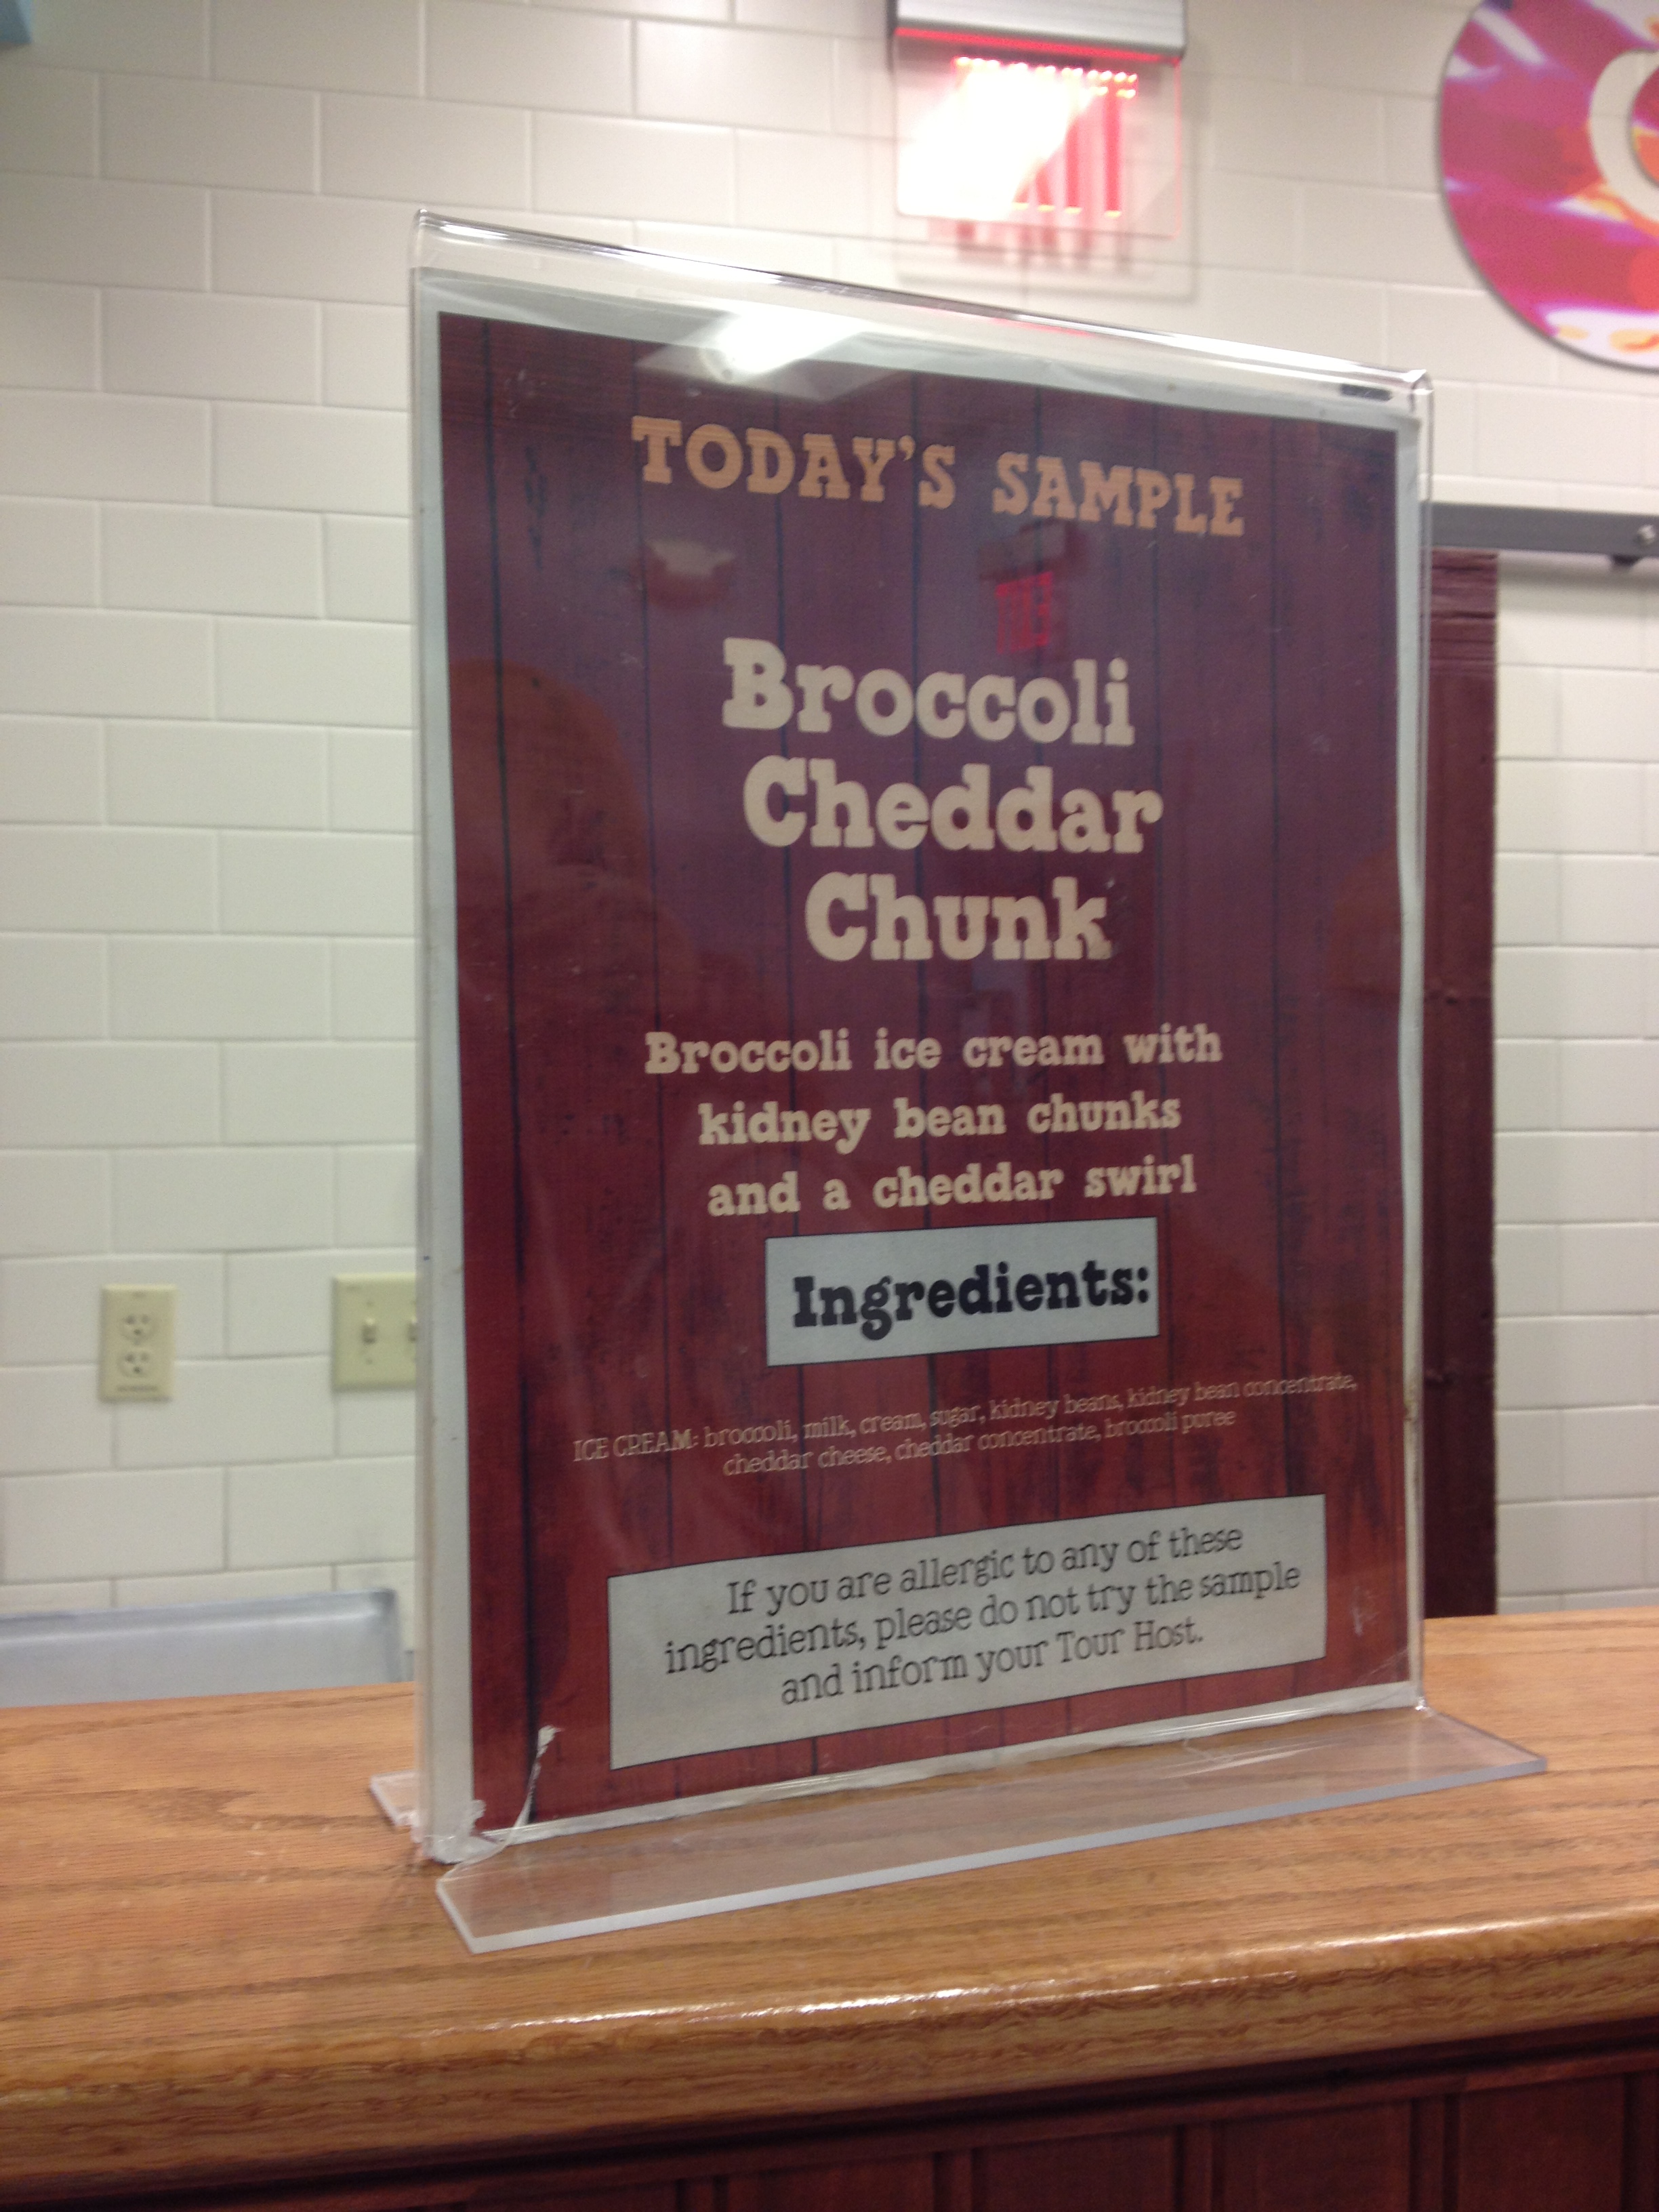 TODAY'S SAMPLE
Broccoli
Cheddar
Chunk
Broccoli ice cream with
kidney bean chunks
and a cheddar swirl
Ingredients:
ICE CREAM: broccoli, milk, cream, sugar, kidney beans, kidney bean concentrate,
cheddar cheese, cheddar concentrate, broccoli puree
If you are allergic to any of these
ingredients, please do not try the sample
and inform your Tour Host.